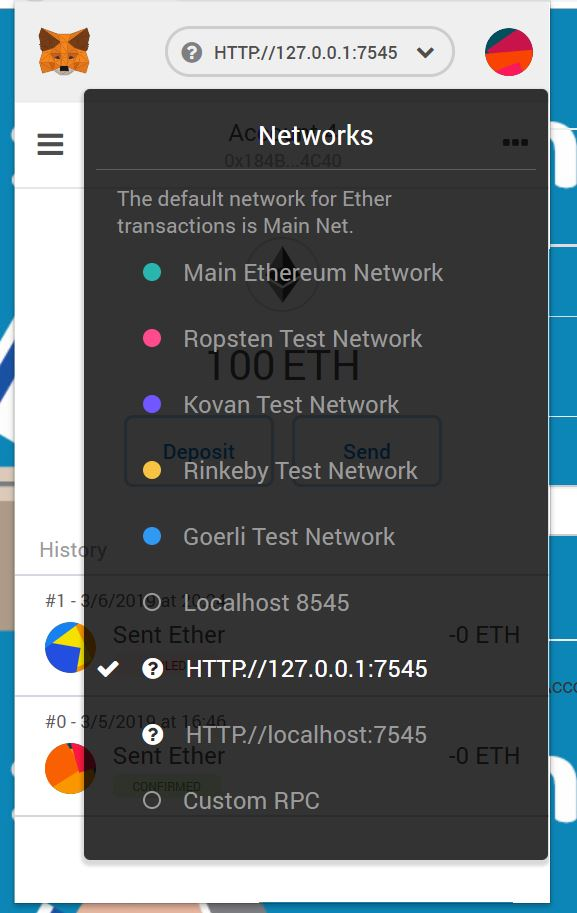 HTTP://127.0.0.1:7545
Networks
0x184B...4C40
The default network for Ether
transactions is Main Net.
Main Ethereum Network
Ropsten Test Network
100 ETH
Kovan Test Network
Deposit
Send
Rinkeby Test Network
Goerli Test Network
History
Localhost 8545
#1 - 3/6/2019 at
Sent Ether
-0 ETH
HTTP://127.0.0.1:7545
#0 - 3/5/2019 at 16:46
HTTP://localhost:7545
Sent Ether
-0 ETH
CONFIRMED
Custom RPC